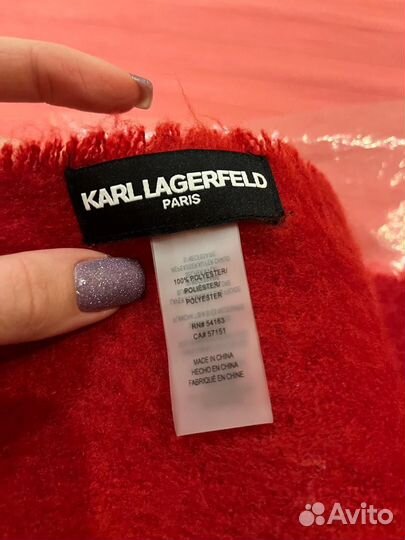 KARL LAGERFELD
PARIS
100% POLYESTER/
POLIÉSTER/
POLYESTER
RN# 54163
CA# 57151
MADE IN CHINA
HECHO EN CHINA
FABRIQUÉ EN CHINE
Avito